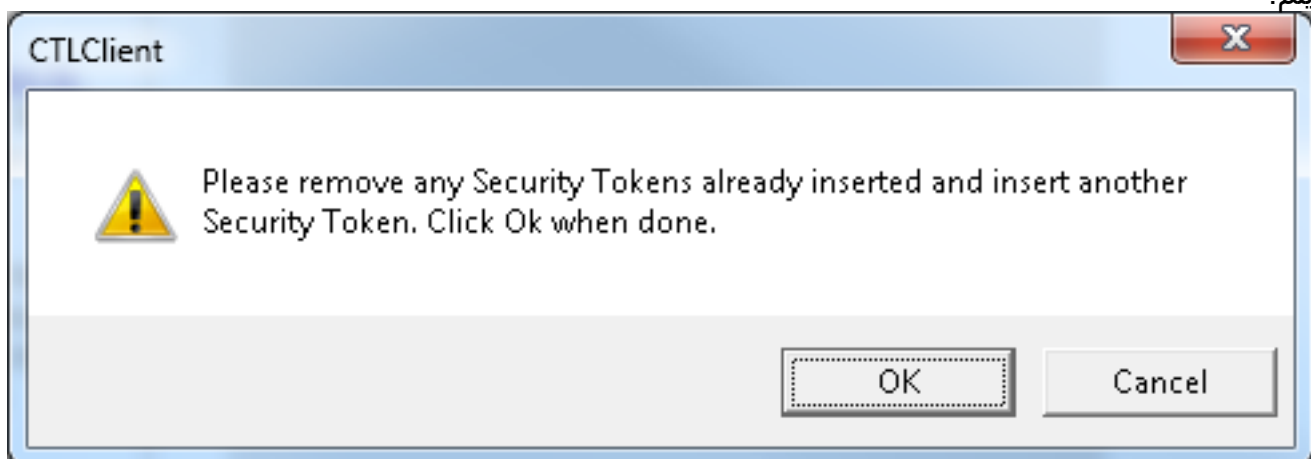 يتم:
CTLClient
Please remove any Security Tokens already inserted and insert another
Security Token. Click Ok when done.
OK
Cancel